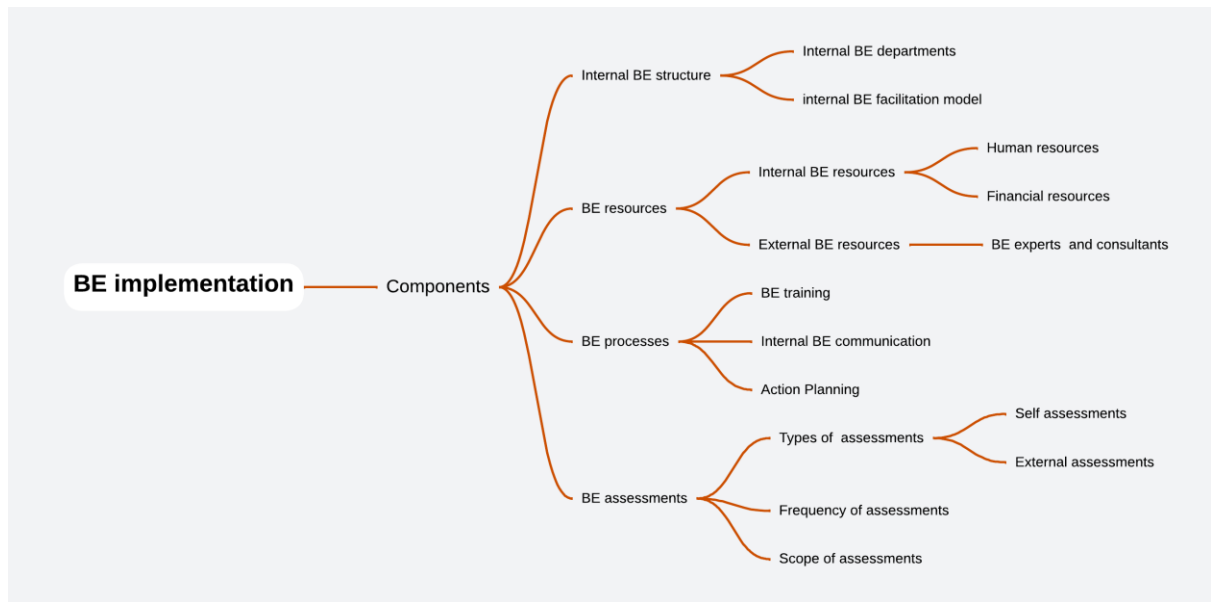 BE implementation
Components
Internal BE structure
Internal BE departments
internal BE facilitation model
BE resources
Internal BE resources
Human resources
Financial resources
External BE resources
BE experts  and consultants
BE processes
BE training
Internal BE communication
Action Planning
BE assessments
Types of  assessments
Self assessments
External assessments
Frequency of assessments
Scope of assessments